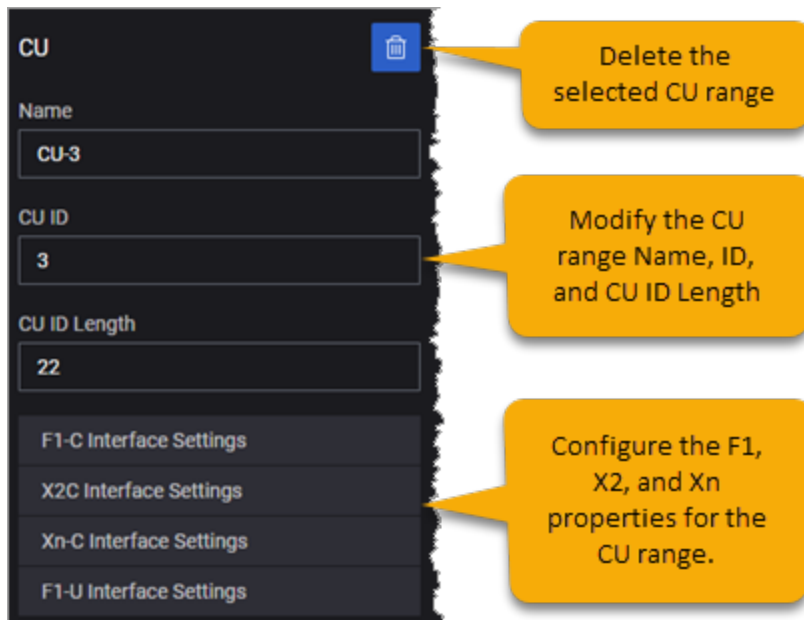 CU
Delete the
selected CU range
Name
CU-3
CU ID
3
Modify the CU
range Name, ID,
and CU ID Length
CU ID Length
22
F1-C Interface Settings
X2C Interface Settings
Xn-C Interface Settings
F1-U Interface Settings
Configure the F1,
X2, and Xn
properties for the
CU range.